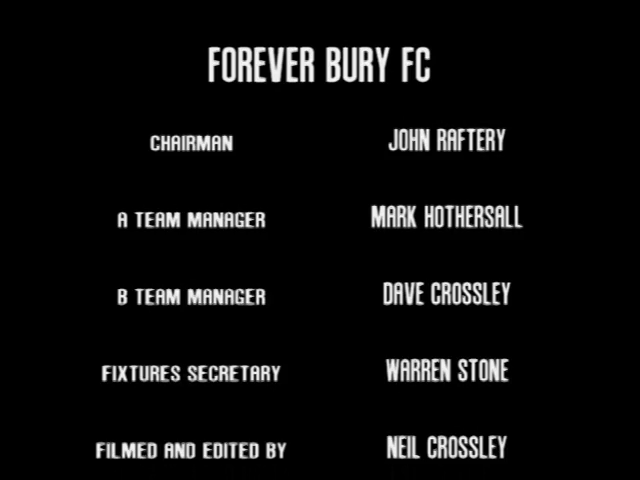 FOREVER BURY FC
CHAIRMAN JOHN RAFTERY
A TEAM MANAGER MARK HOTHERSALL
B TEAM MANAGER DAVE CROSSLEY
FIXTURES SECRETARY WARREN STONE
FILMED AND EDITED BY NEIL CROSSLEY